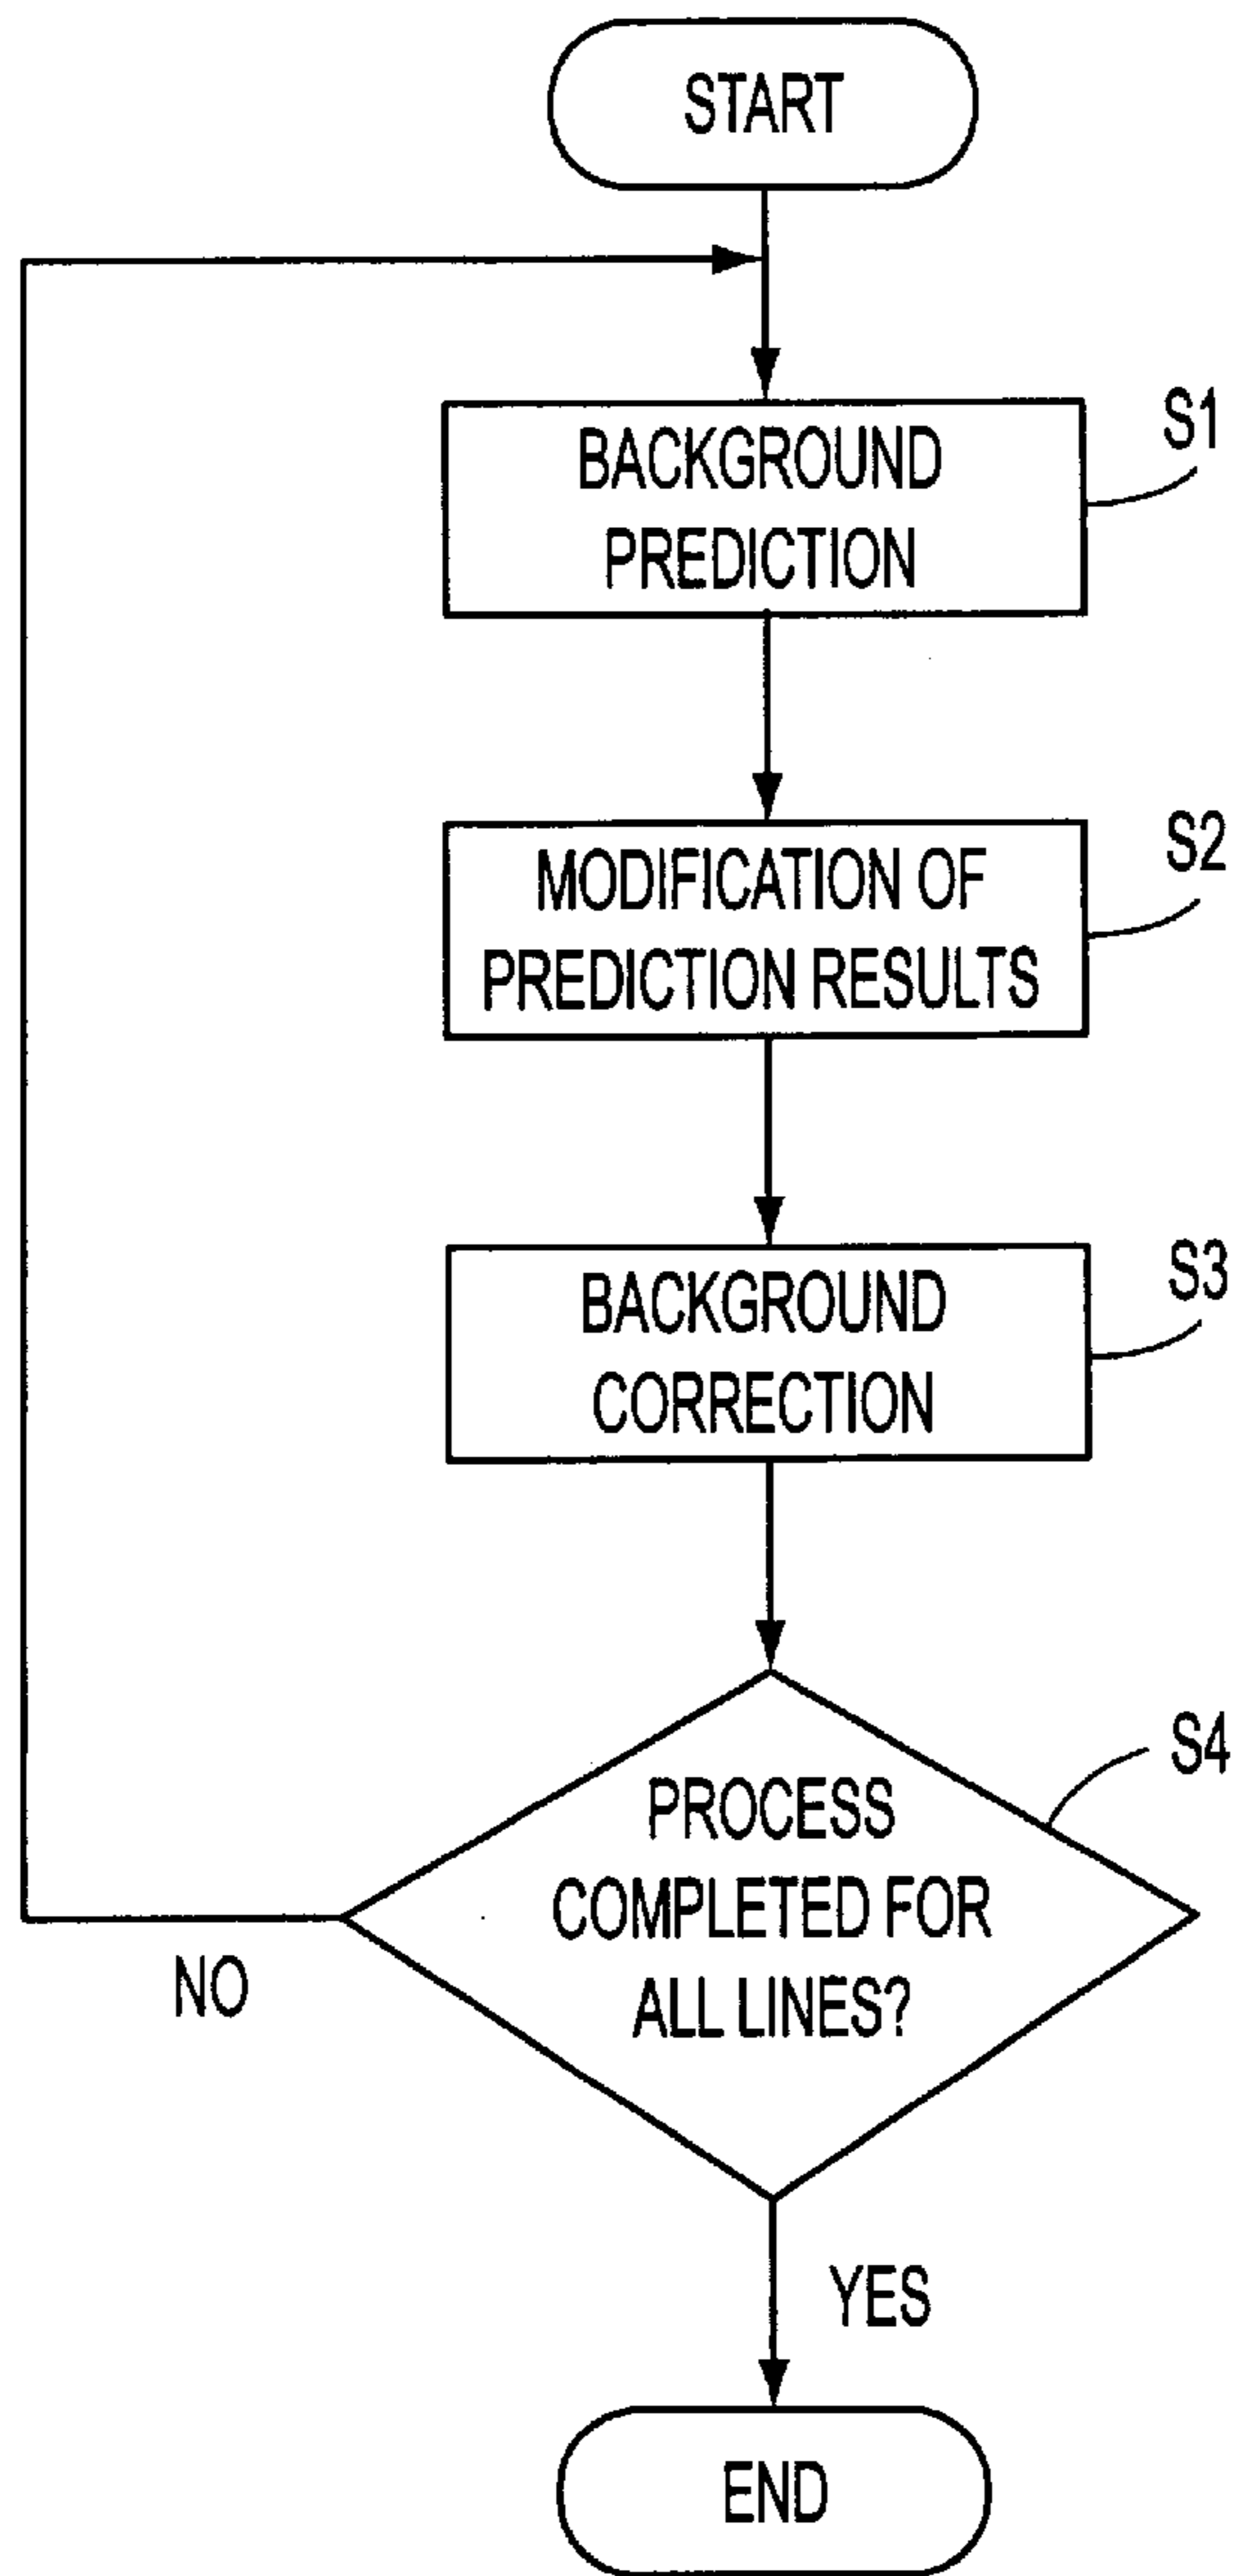 START
BACKGROUND
PREDICTION
S1
MODIFICATION OF
PREDICTION RESULTS
S2
BACKGROUND
CORRECTION
S3
PROCESS
COMPLETED FOR
ALL LINES?
S4
NO
YES
END